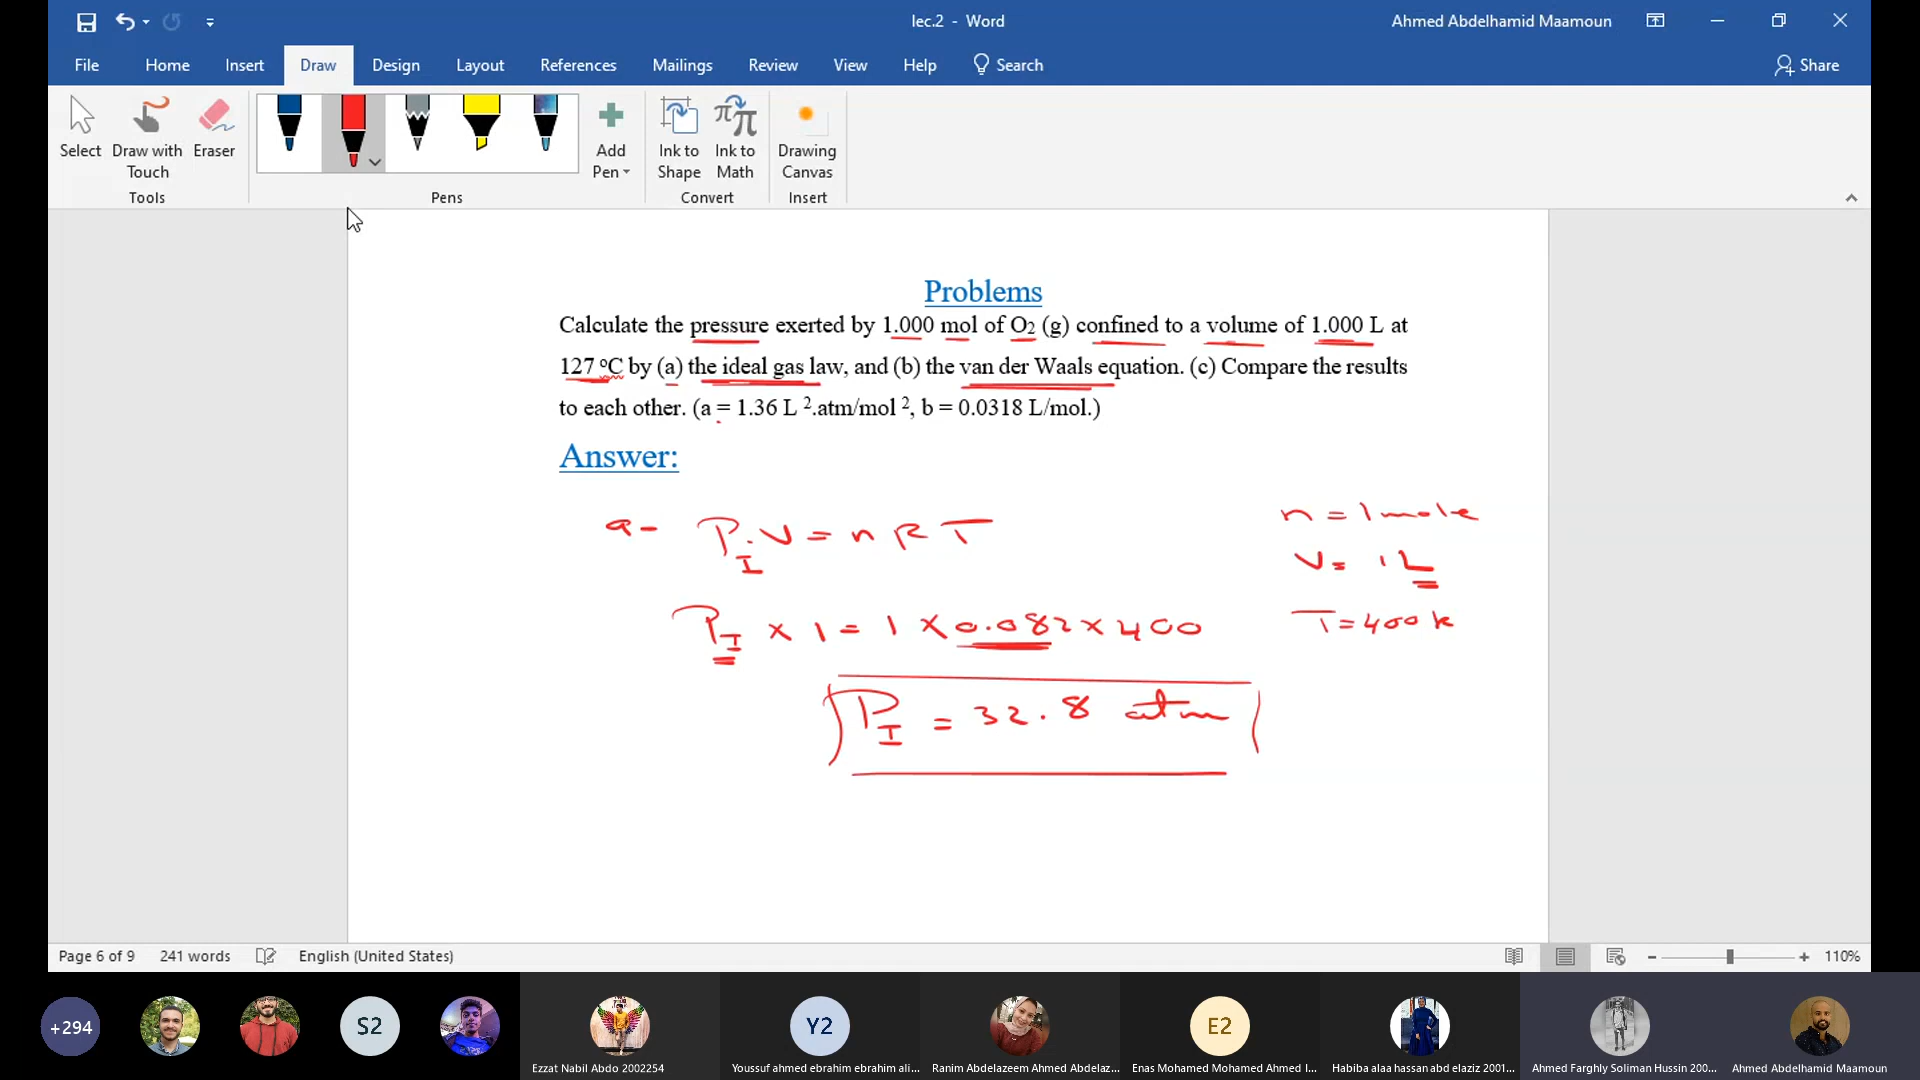 lec.2 - Word
Ahmed Abdelhamid Maamoun
File Home Insert Draw Design Layout References Mailings Review View Help Search Share
Select Draw with Touch Eraser Add Pen Ink to Shape Ink to Math Drawing Canvas
Tools Pens Convert Insert
Problems
Calculate the pressure exerted by 1.000 mol of O2 (g) confined to a volume of 1.000 L at
127 °C by (a) the ideal gas law, and (b) the van der Waals equation. (c) Compare the results
to each other. (a = 1.36 L ².atm/mol ², b = 0.0318 L/mol.)
Answer:
a- P_I.V = n R T
n = 1 mole
V = 1 L
P_I × 1 = 1 × 0.082 × 400
T = 400 k
P_I = 32.8 atm
Page 6 of 9 241 words English (United States) 110%
+294 S2 Y2 E2
Ezzat Nabil Abdo 2002254 Youssuf ahmed ebrahim ebrahim ali... Ranim Abdelazeem Ahmed Abdelaz... Enas Mohamed Mohamed Ahmed I... Habiba alaa hassan abd elaziz 2001... Ahmed Farghly Soliman Hussin 200... Ahmed Abdelhamid Maamoun